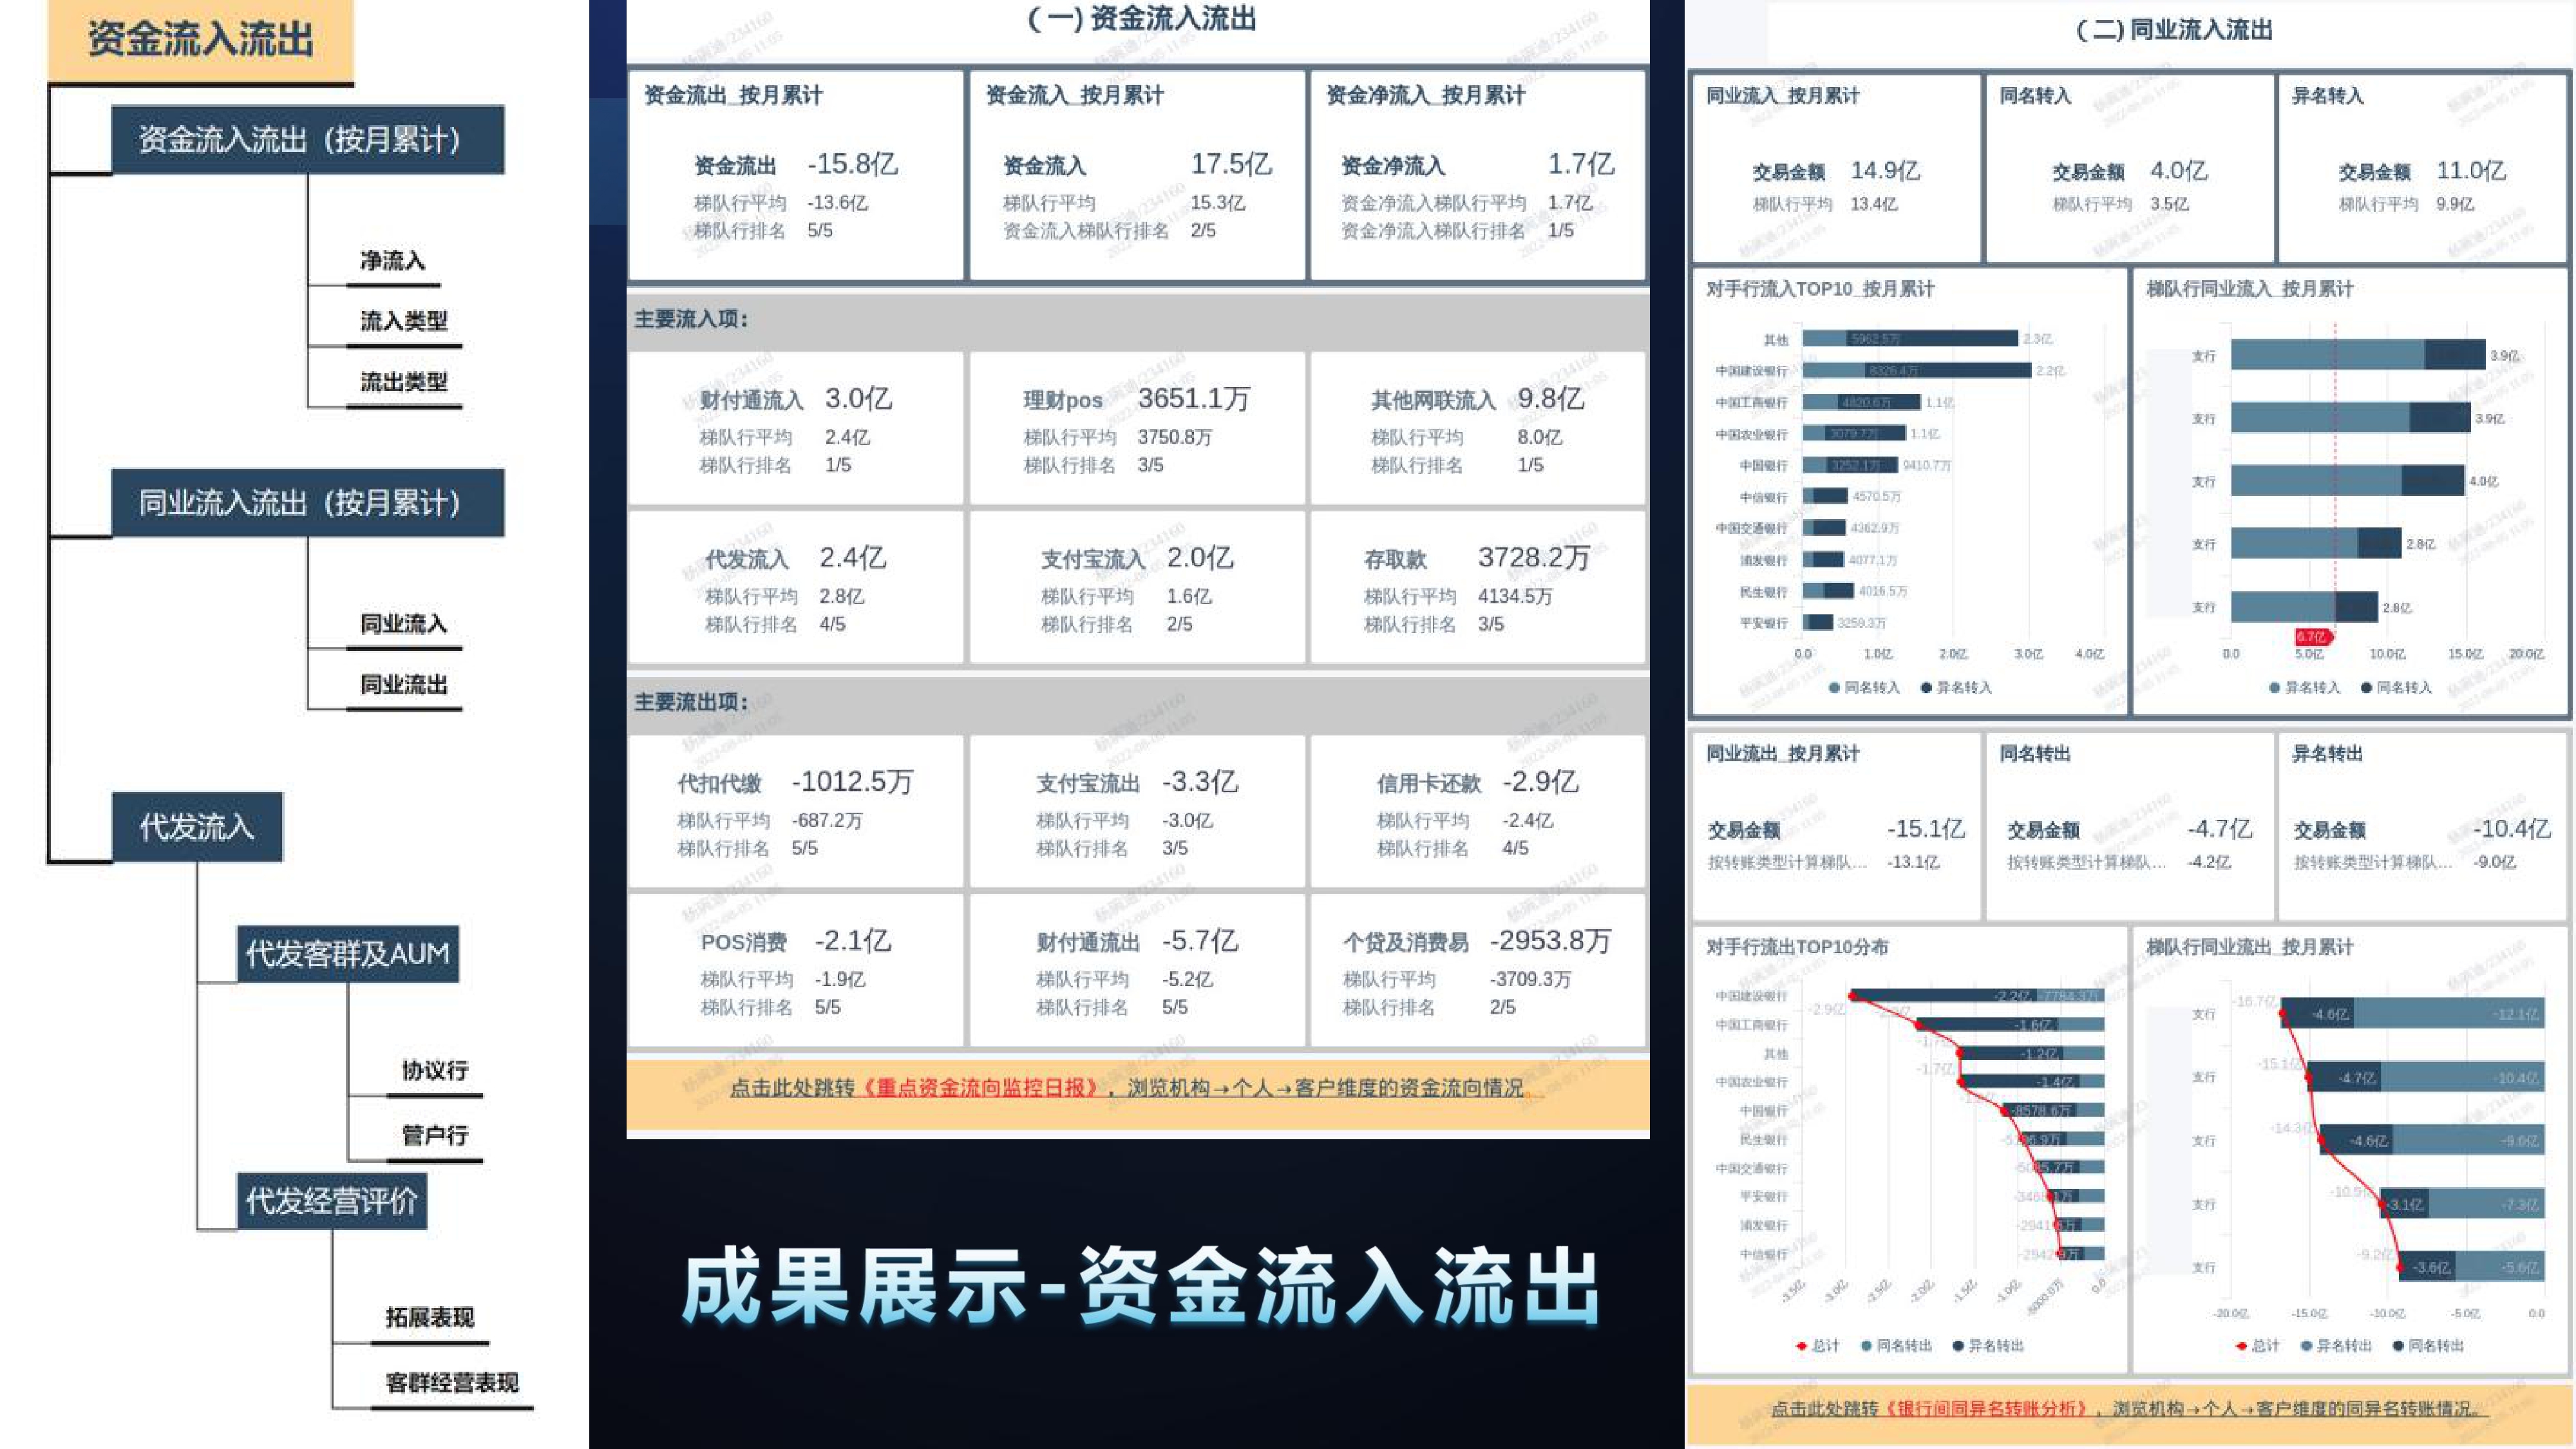 资金流入流出
资金流入流出（按月累计）
净流入
流入类型
流出类型
同业流入流出（按月累计）
同业流入
同业流出
代发流入
代发客群及AUM
协议行
管户行
代发经营评价
拓展表现
客群经营表现
（一）资金流入流出
资金流出_按月累计
资金流出 -15.8亿
梯队行平均 -13.6亿
梯队行排名 5/5
资金流入_按月累计
资金流入 17.5亿
梯队行平均 15.3亿
资金流入梯队行排名 2/5
资金净流入_按月累计
资金净流入 1.7亿
资金净流入梯队行平均 1.7亿
资金净流入梯队行排名 1/5
主要流入项：
财付通流入 3.0亿
梯队行平均 2.4亿
梯队行排名 1/5
理财pos 3651.1万
梯队行平均 3750.8万
梯队行排名 3/5
其他网联流入 9.8亿
梯队行平均 8.0亿
梯队行排名 1/5
代发流入 2.4亿
梯队行平均 2.8亿
梯队行排名 4/5
支付宝流入 2.0亿
梯队行平均 1.6亿
梯队行排名 2/5
存取款 3728.2万
梯队行平均 4134.5万
梯队行排名 3/5
主要流出项：
代扣代缴 -1012.5万
梯队行平均 -687.2万
梯队行排名 5/5
支付宝流出 -3.3亿
梯队行平均 -3.0亿
梯队行排名 3/5
信用卡还款 -2.9亿
梯队行平均 -2.4亿
梯队行排名 4/5
POS消费 -2.1亿
梯队行平均 -1.9亿
梯队行排名 5/5
财付通流出 -5.7亿
梯队行平均 -5.2亿
梯队行排名 5/5
个贷及消费易 -2953.8万
梯队行平均 -3709.3万
梯队行排名 2/5
点击此处跳转《重点资金流向监控日报》，浏览机构→个人→客户维度的资金流向情况。
成果展示-资金流入流出
（二）同业流入流出
同业流入_按月累计
交易金额 14.9亿
梯队行平均 13.4亿
同名转入
交易金额 4.0亿
梯队行平均 3.5亿
异名转入
交易金额 11.0亿
梯队行平均 9.9亿
对手行流入TOP10_按月累计
其他 5962.5万 2.3亿
中国建设银行 8326.4万 2.2亿
中国工商银行 4820.6万 1.1亿
中国农业银行 3079.7万 1.1亿
中国银行 3252.1万 9410.7万
中信银行 4570.5万
中国交通银行 4362.9万
浦发银行 4077.1万
民生银行 4016.5万
平安银行 3259.3万
0.0 1.0亿 2.0亿 3.0亿 4.0亿
同名转入 异名转入
梯队行同业流入_按月累计
支行 3.9亿
支行 3.9亿
支行 4.0亿
支行 2.8亿
支行 2.8亿
6.7亿
0.0 5.0亿 10.0亿 15.0亿 20.0亿
异名转入 同名转入
同业流出_按月累计
交易金额 -15.1亿
按转账类型计算梯队... -13.1亿
同名转出
交易金额 -4.7亿
按转账类型计算梯队... -4.2亿
异名转出
交易金额 -10.4亿
按转账类型计算梯队... -9.0亿
对手行流出TOP10分布
中国建设银行 -2.9亿 -2.2亿 -7784.3万
中国工商银行 -1.6亿
其他 -1.7亿 -1.2亿
中国农业银行 -1.7亿 -1.4亿
中国银行 -8578.6万
民生银行
中国交通银行
平安银行
浦发银行
中信银行
-3.5亿 -3.0亿 -2.5亿 -2.0亿 -1.5亿 -1.0亿 -5000.0万 0.0
总计 同名转出 异名转出
梯队行同业流出_按月累计
支行 -16.7亿 -4.6亿 -12.1亿
支行 -15.1亿 -4.7亿 -10.4亿
支行 -14.3亿 -4.6亿 -9.6亿
支行 -10.5亿 -3.1亿 -7.3亿
支行 -9.2亿 -3.6亿 -5.6亿
-20.0亿 -15.0亿 -10.0亿 -5.0亿 0.0
总计 异名转出 同名转出
点击此处跳转《银行间同异名转账分析》，浏览机构→个人→客户维度的同异名转账情况。